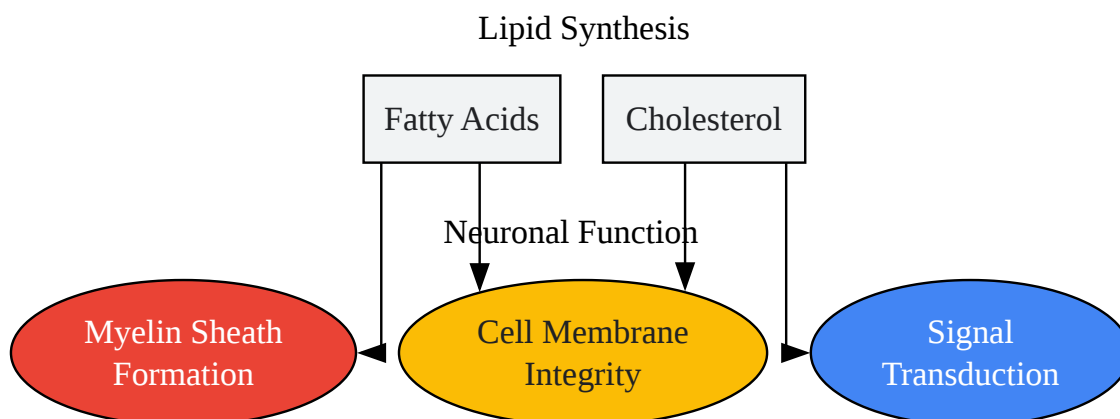 Lipid Synthesis
Fatty Acids
Cholesterol
Neuronal Function
Myelin Sheath
Formation
Cell Membrane
Integrity
Signal
Transduction